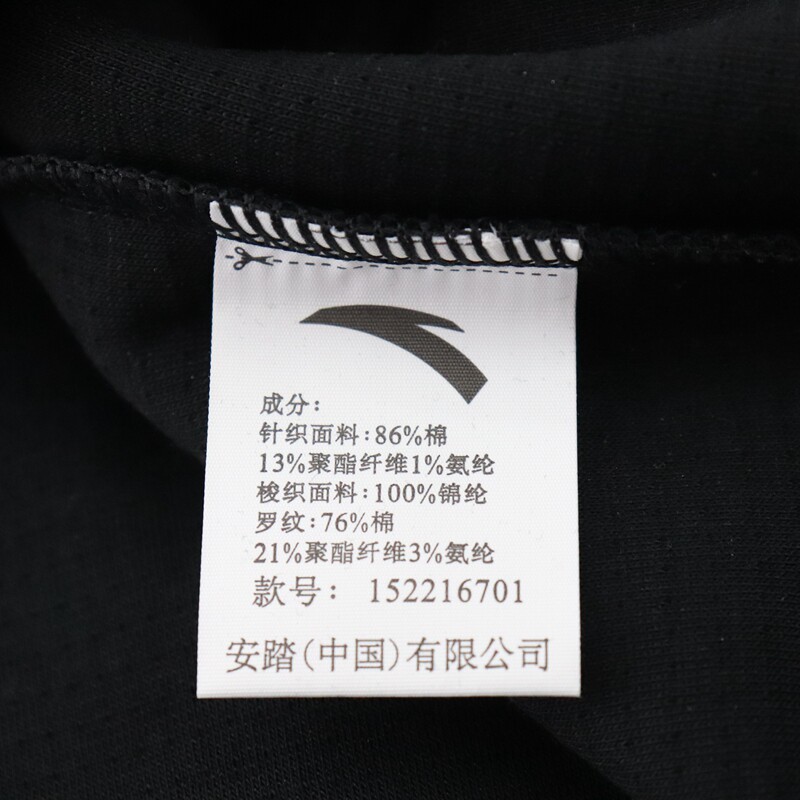 成分:
针织面料:86%棉
13%聚酯纤维1%氨纶
梭织面料:100%锦纶
罗纹:76%棉
21%聚酯纤维3%氨纶
款号: 152216701
安踏(中国)有限公司